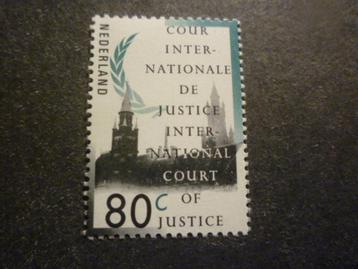 NEDERLAND
COUR
INTER-
NATIONALE
DE
JUSTICE
INTER-
NATIONAL
COURT
OF
JUSTICE
80c